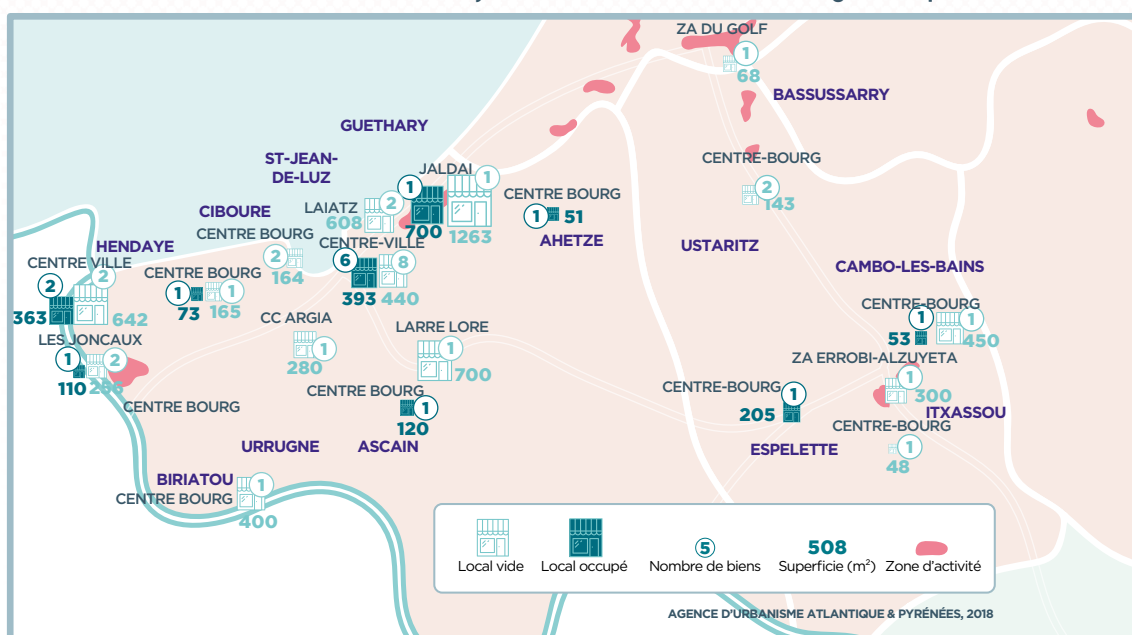 ZA DU GOLF
1
68
BASSUSSARRY
GUETHARY
ST-JEAN-
DE-LUZ
JALDAI
1
1
700
1263
CENTRE-BOURG
2
143
LAIATZ
2
608
CENTRE BOURG
1
51
AHETZE
USTARITZ
CIBOURE
CENTRE BOURG
2
164
CENTRE-VILLE
6
8
393
440
HENDAYE
CENTRE VILLE
2
2
363
642
CENTRE BOURG
1
1
73
165
CAMBO-LES-BAINS
CENTRE-BOURG
1
1
53
450
CC ARGIA
1
280
LARRE LORE
1
700
LES JONCAUX
1
2
110
286
ZA ERROBI-ALZUYETA
1
300
ITXASSOU
CENTRE BOURG
1
120
CENTRE-BOURG
1
205
CENTRE BOURG
CENTRE-BOURG
1
48
URRUGNE
ASCAIN
ESPELETTE
BIRIATOU
CENTRE BOURG
1
400
5
508
Local vide
Local occupé
Nombre de biens
Superficie (m²)
Zone d'activité
AGENCE D'URBANISME ATLANTIQUE & PYRÉNÉES, 2018